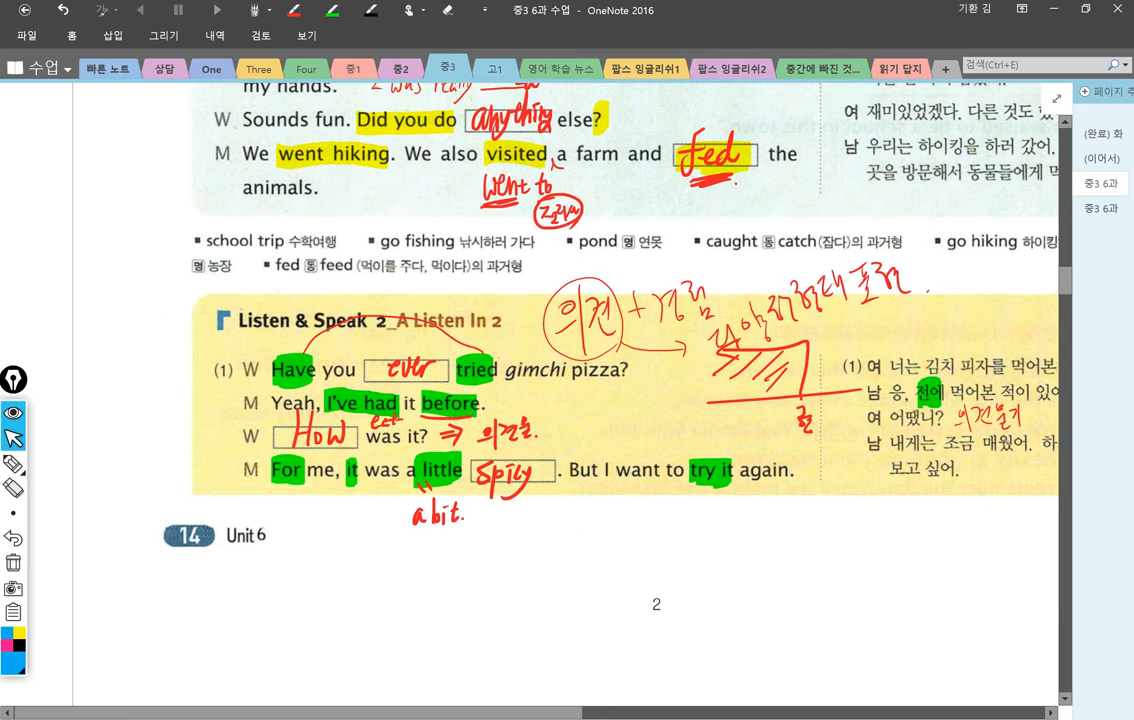 중3 6과 수업 - OneNote 2016
기환 김
파일 홈 삽입 그리기 내역 검토 보기
수업 빠른 노트 상담 One Three Four 중1 중2 중3 고1 영어 학습 뉴스 팝스 잉글리쉬1 팝스 잉글리쉬2 중간에 빠진 것... 읽기 답지 + 검색(Ctrl+E)
페이지 추
(완료) 화
(이어서)
중3 6과
중3 6과
my hands.
was really
W Sounds fun. Did you do anything else?
M We went hiking. We also visited a farm and fed the
animals.
went to
여 재미있었겠다. 다른 것도 했
남 우리는 하이킹을 하러 갔어.
곳을 방문해서 동물들에게 먹
▪ school trip 수학여행 ▪ go fishing 낚시하러 가다 ▪ pond 명 연못 ▪ caught 동 catch(잡다)의 과거형 ▪ go hiking 하이킹
명 농장 ▪ fed 동 feed (먹이를 주다, 먹이다)의 과거형
의견 + 경험
Listen & Speak 2_A Listen In 2
(1) W Have you ever tried gimchi pizza?
M Yeah, I've had it before.
eat
W How was it? ⇒ 의견을.
M For me, it was a little spicy. But I want to try it again.
a bit.
(1) 여 너는 김치 피자를 먹어본
남 응, 전에 먹어본 적이 있어
여 어땠니? 의견묻기
남 내게는 조금 매웠어. 하
보고 싶어.
14 Unit 6
2